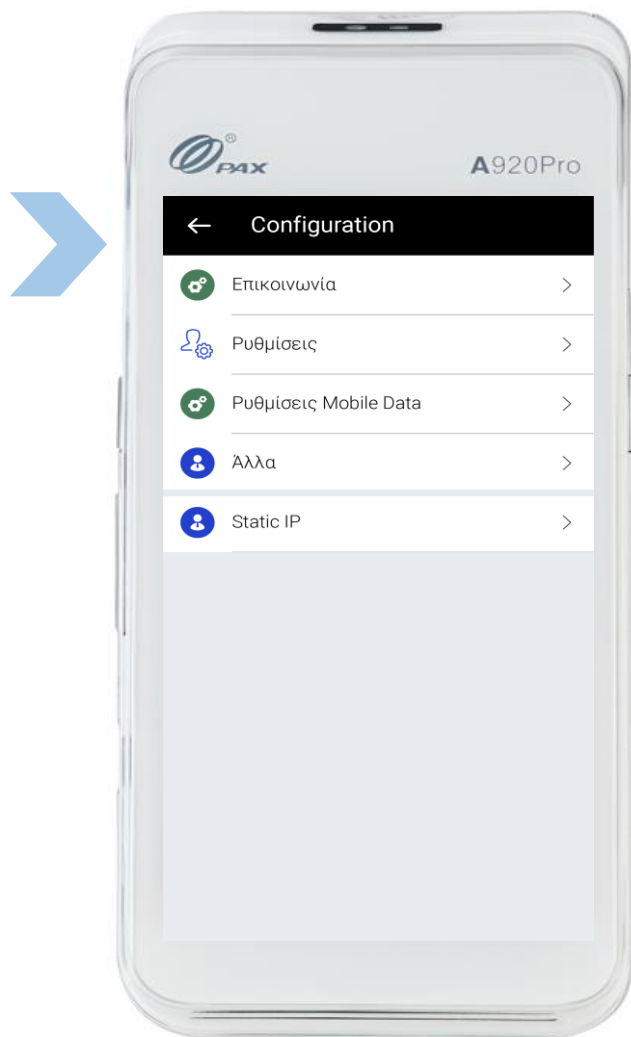 PAX®
A920Pro
Configuration
Επικοινωνία
Ρυθμίσεις
Ρυθμίσεις Mobile Data
Άλλα
Static IP